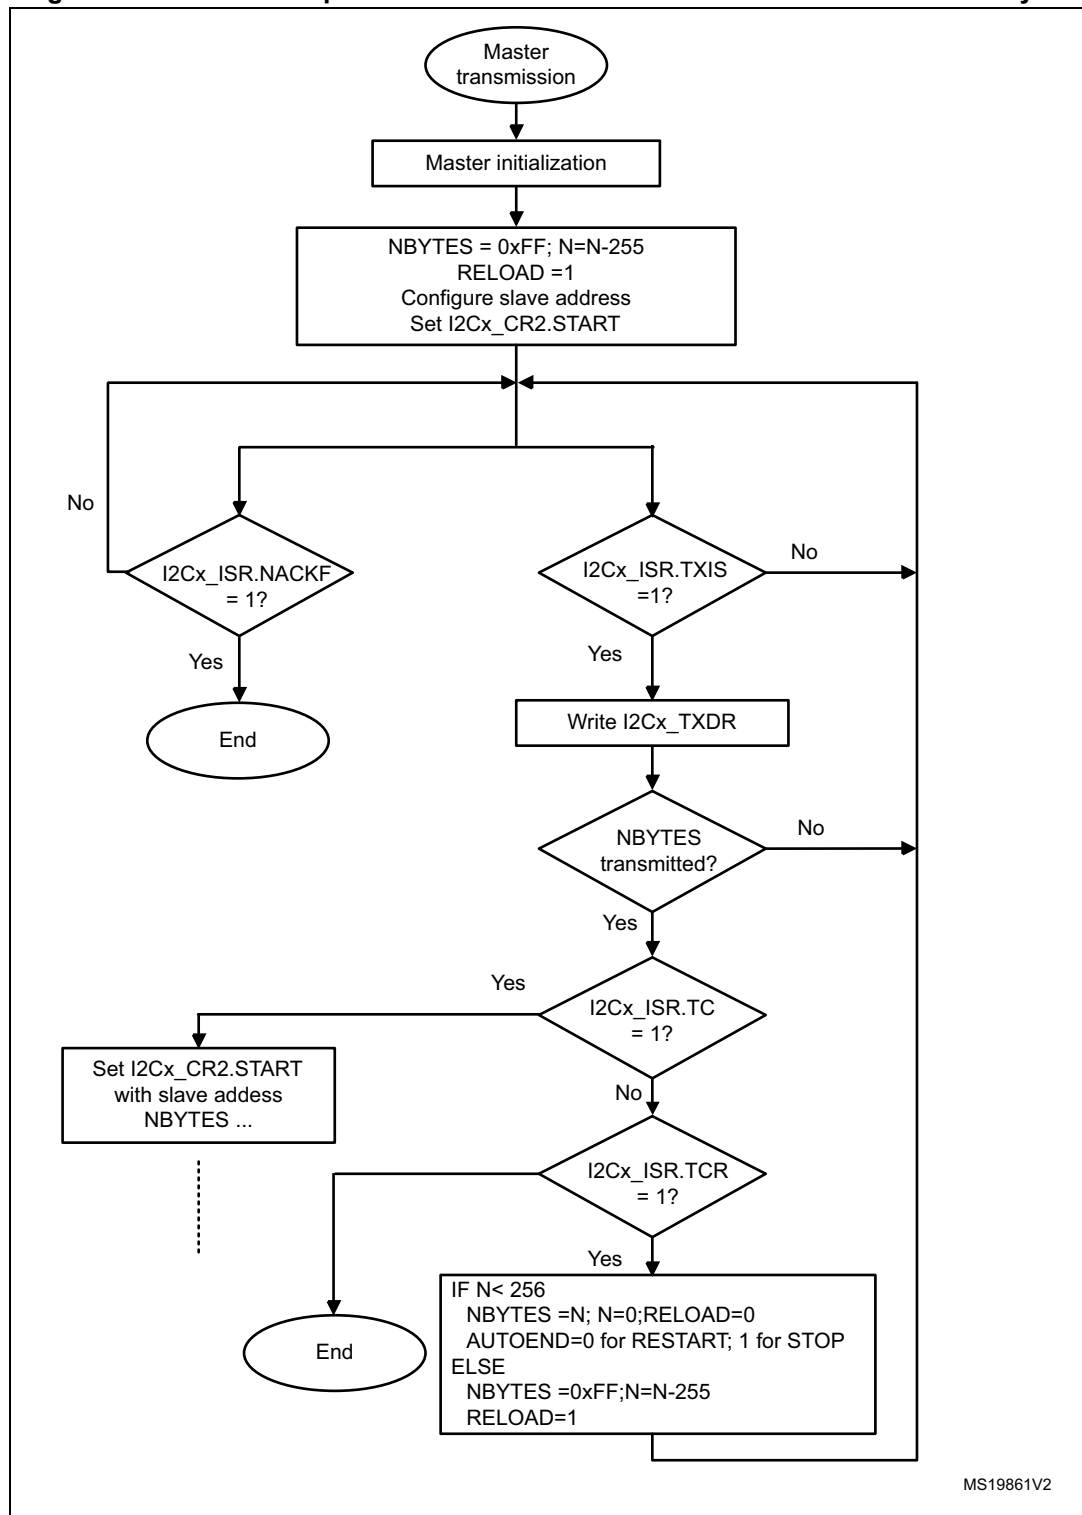 Master
transmission
Master initialization
NBYTES = 0xFF; N=N-255
RELOAD =1
Configure slave address
Set I2Cx_CR2.START
No
I2Cx_ISR.NACKF
= 1?
Yes
End
I2Cx_ISR.TXIS
=1?
No
Yes
Write I2Cx_TXDR
NBYTES
transmitted?
No
Yes
I2Cx_ISR.TC
= 1?
Yes
Set I2Cx_CR2.START
with slave addess
NBYTES ...
No
I2Cx_ISR.TCR
= 1?
Yes
End
IF N< 256
NBYTES =N; N=0;RELOAD=0
AUTOEND=0 for RESTART; 1 for STOP
ELSE
NBYTES =0xFF;N=N-255
RELOAD=1
MS19861V2